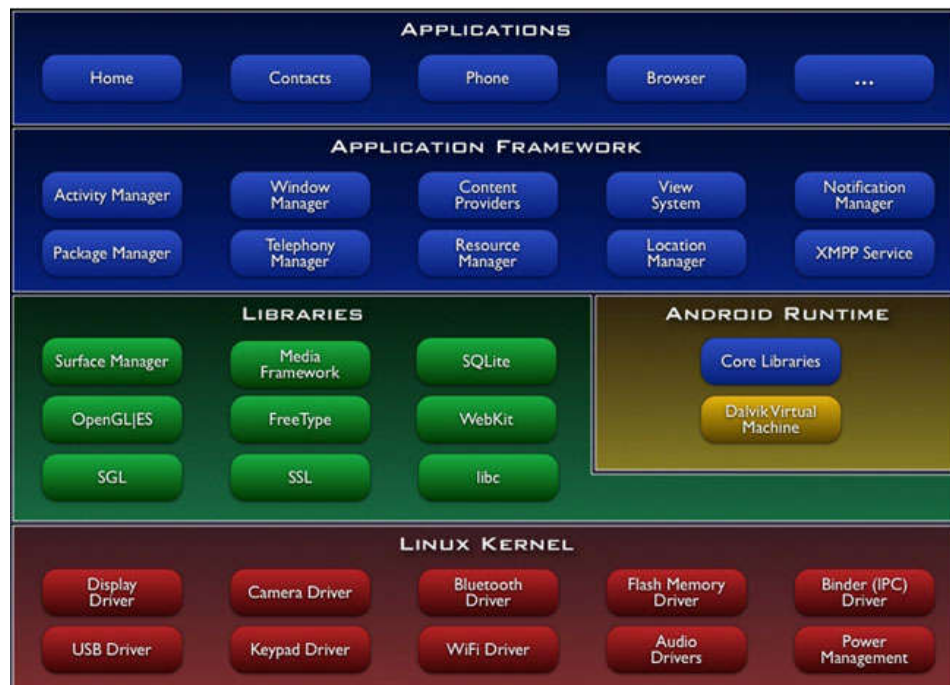 APPLICATIONS
Home
Contacts
Phone
Browser
...
APPLICATION FRAMEWORK
Activity Manager
Window
Manager
Content
Providers
View
System
Notification
Manager
Package Manager
Telephony
Manager
Resource
Manager
Location
Manager
XMPP Service
LIBRARIES
Surface Manager
Media
Framework
SQLite
OpenGL|ES
FreeType
WebKit
SGL
SSL
libc
ANDROID RUNTIME
Core Libraries
Dalvik Virtual
Machine
LINUX KERNEL
Display
Driver
Camera Driver
Bluetooth
Driver
Flash Memory
Driver
Binder (IPC)
Driver
USB Driver
Keypad Driver
WiFi Driver
Audio
Drivers
Power
Management